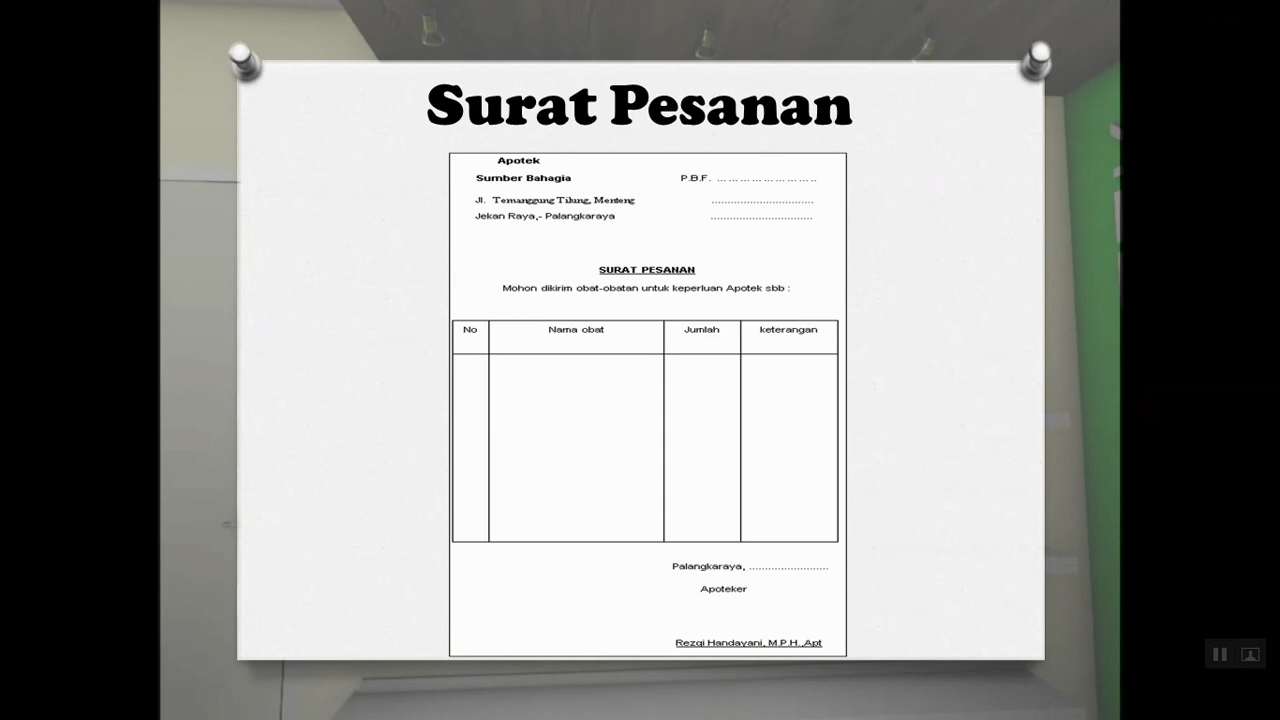 Surat Pesanan
Apotek
Sumber Bahagia P.B.F. ........................
Jl. Temanggung Tilung, Menteng ................................
Jekan Raya,- Palangkaraya ................................
SURAT PESANAN
Mohon dikirim obat-obatan untuk keperluan Apotek sbb :
No Nama obat Jumlah keterangan
Palangkaraya, .........................
Apoteker
Rezqi Handayani, M.P.H.,Apt